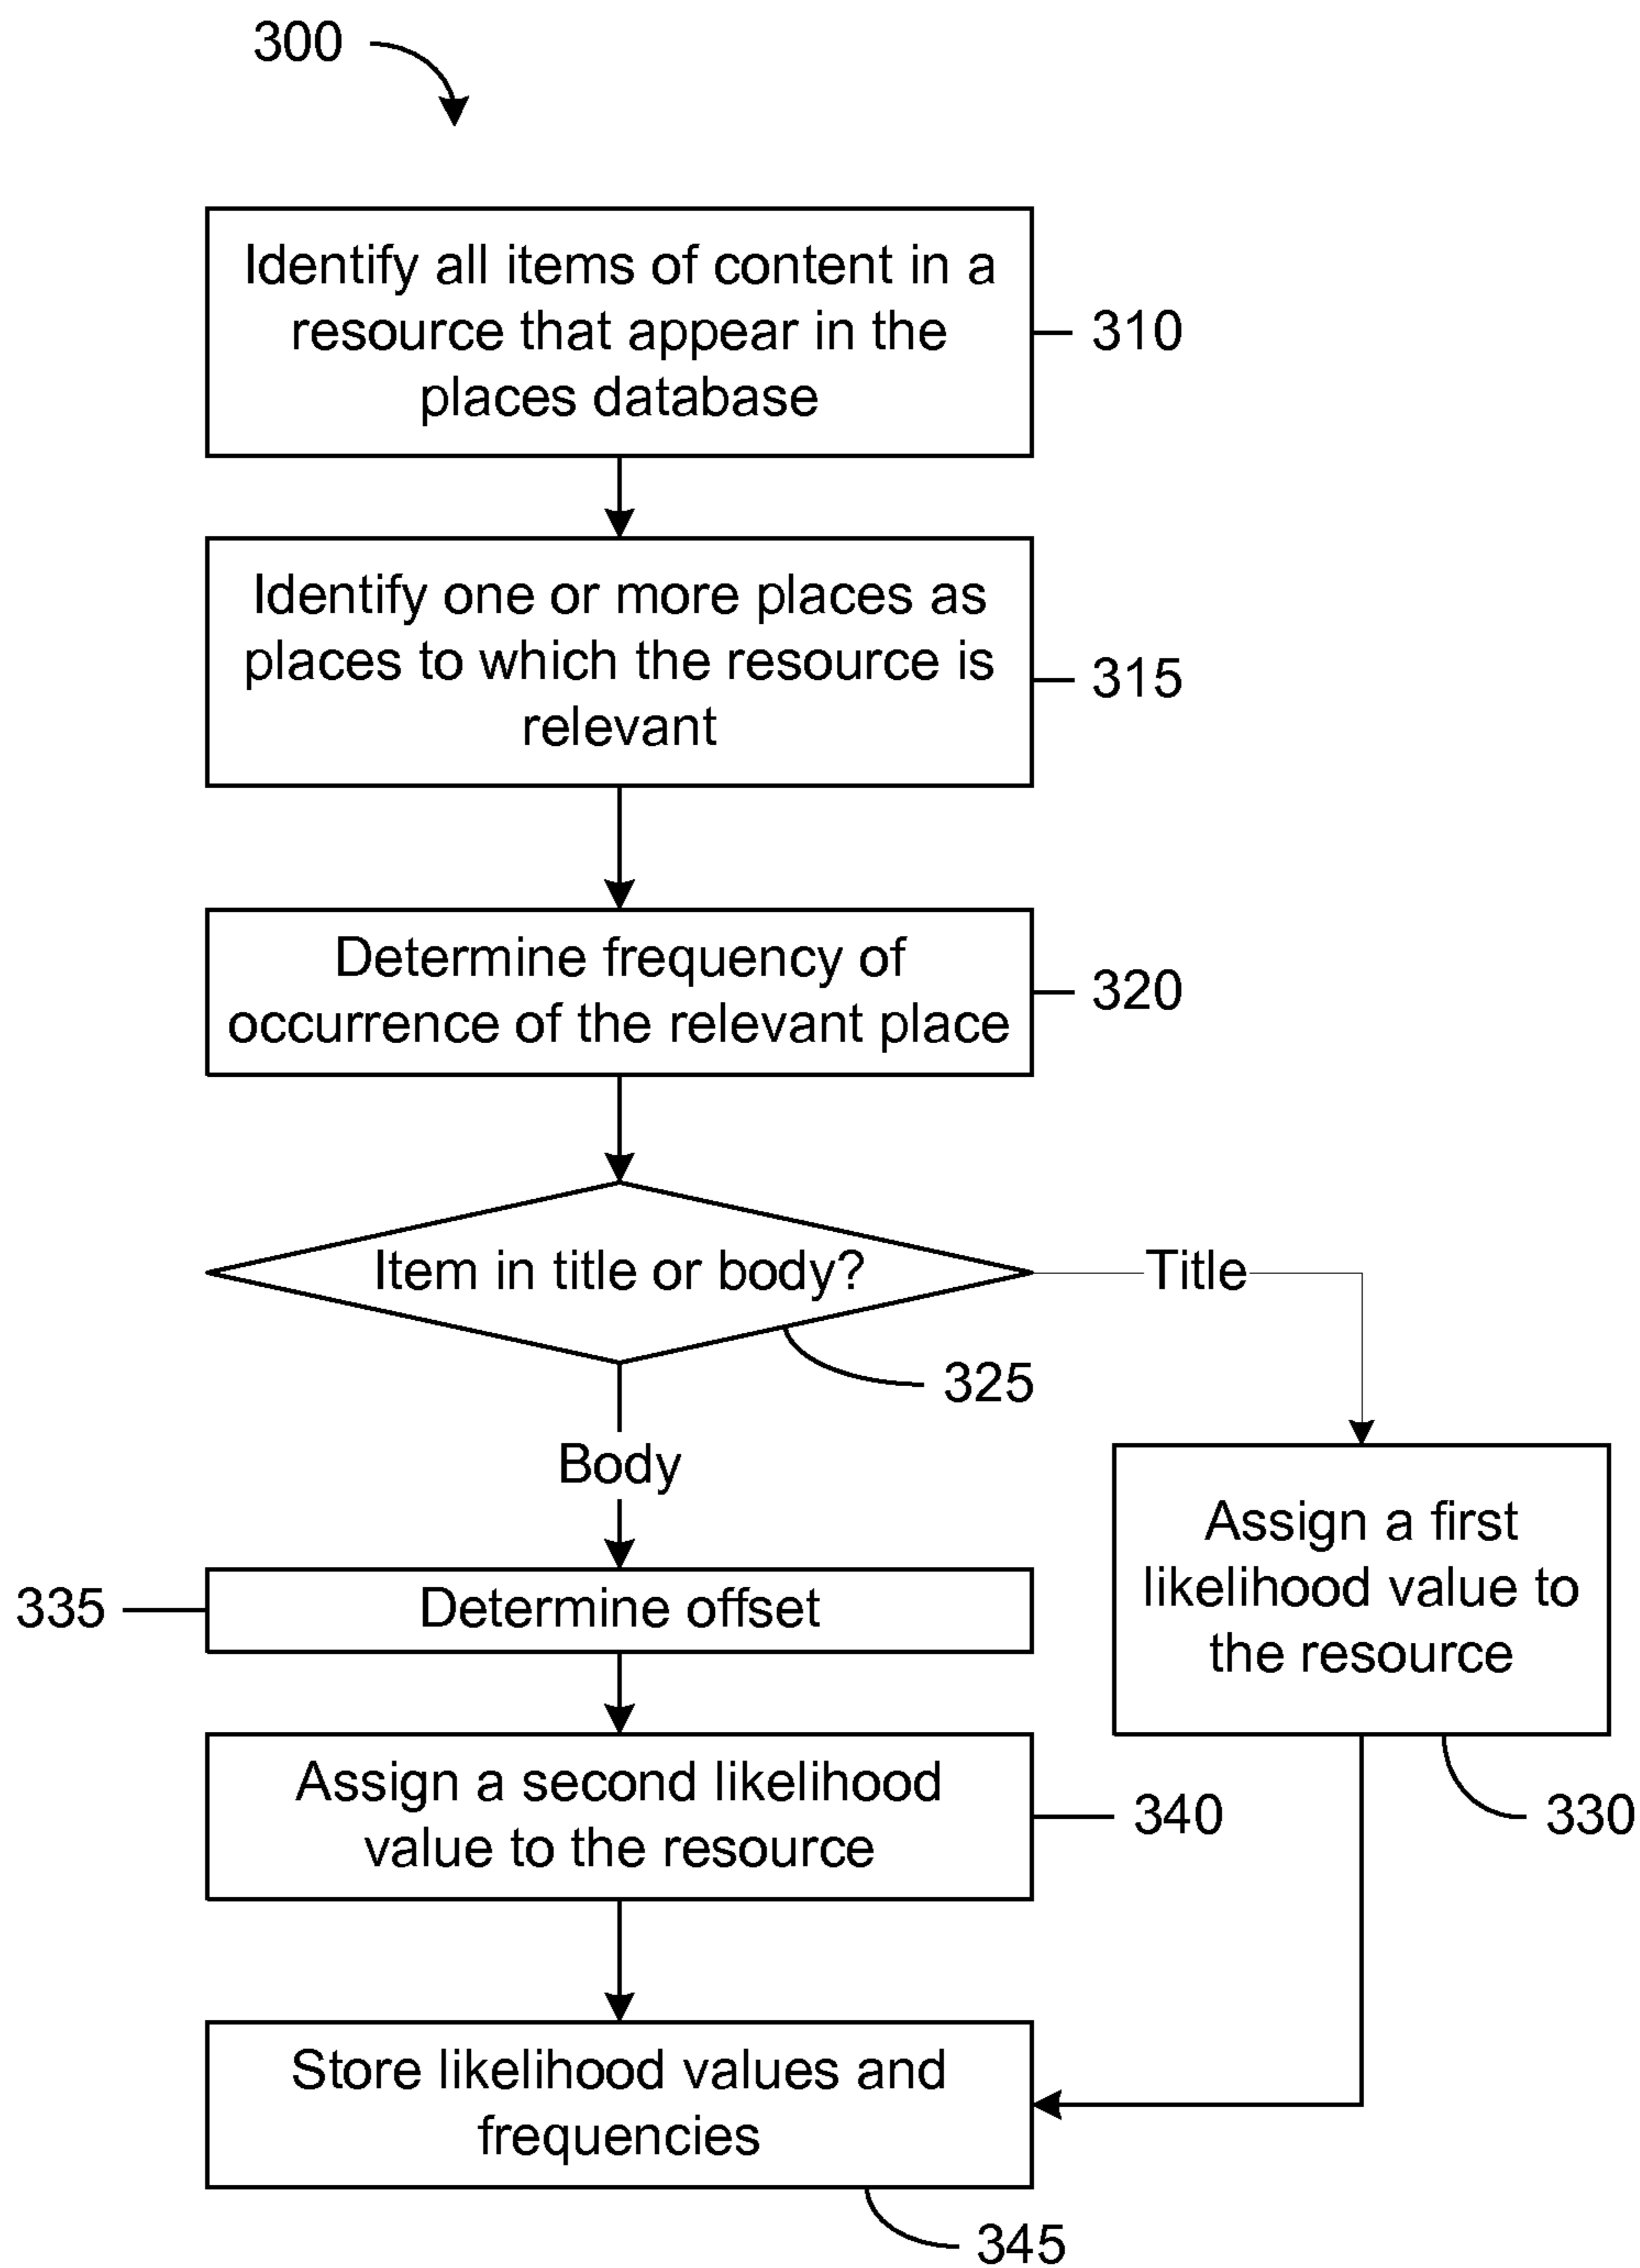 300
Identify all items of content in a
resource that appear in the
places database
310
Identify one or more places as
places to which the resource is
relevant
315
Determine frequency of
occurrence of the relevant place
320
Item in title or body?
Title
325
Body
Assign a first
likelihood value to
the resource
330
335
Determine offset
Assign a second likelihood
value to the resource
340
Store likelihood values and
frequencies
345